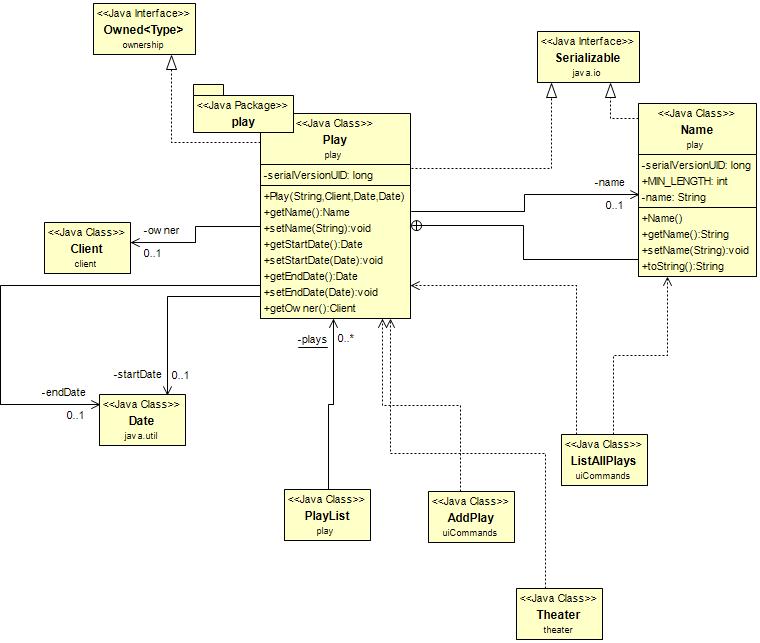 <<Java Interface>>
Owned<Type>
ownership
<<Java Interface>>
Serializable
java.io
<<Java Package>>
play
<<Java Class>>
Play
play
-serialVersionUID: long
+Play(String,Client,Date,Date)
+getName():Name
+setName(String):void
+getStartDate():Date
+setStartDate(Date):void
+getEndDate():Date
+setEndDate(Date):void
+getOwner():Client
<<Java Class>>
Name
play
-serialVersionUID: long
+MIN_LENGTH: int
-name: String
+Name()
+getName():String
+setName(String):void
+toString():String
-name
0..1
-owner
0..1
<<Java Class>>
Client
client
-plays
0..*
-startDate
0..1
-endDate
0..1
<<Java Class>>
Date
java.util
<<Java Class>>
ListAllPlays
uiCommands
<<Java Class>>
PlayList
play
<<Java Class>>
AddPlay
uiCommands
<<Java Class>>
Theater
theater